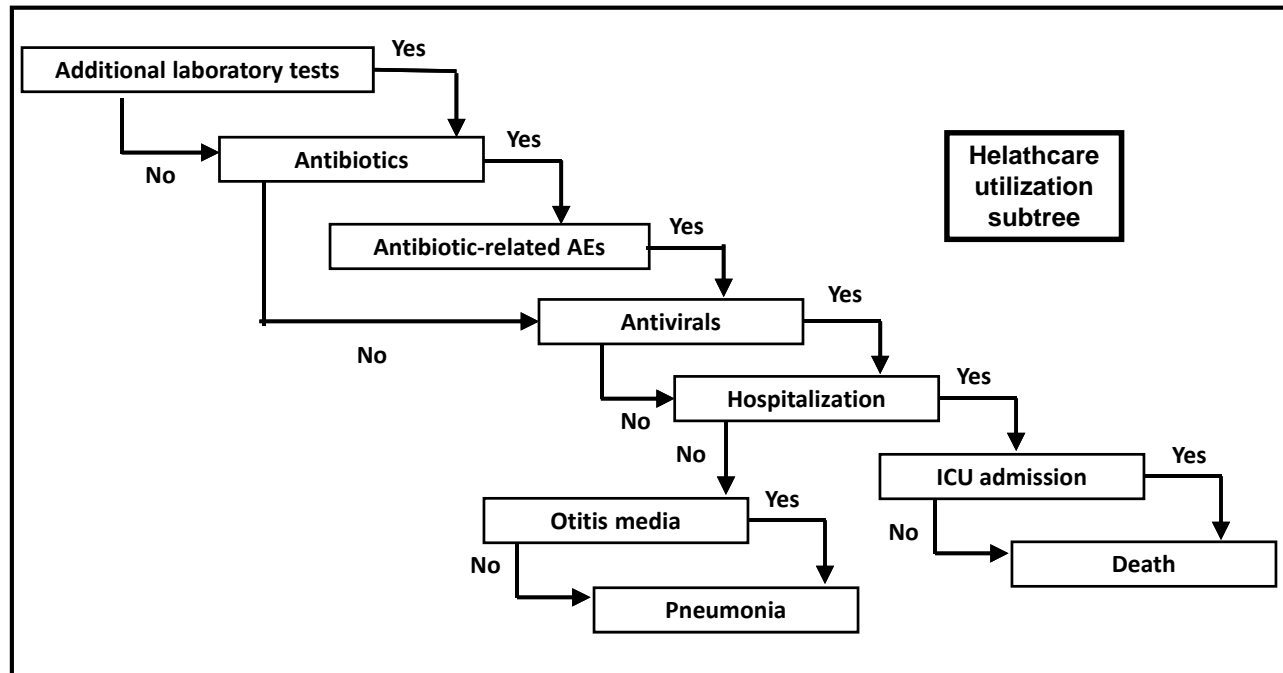 Yes
Additional laboratory tests
Yes
No
Antibiotics
Helathcare
utilization
subtree
Yes
Antibiotic-related AEs
Yes
No
Antivirals
Yes
No
Hospitalization
No
Yes
ICU admission
Yes
Otitis media
No
No
Death
Pneumonia